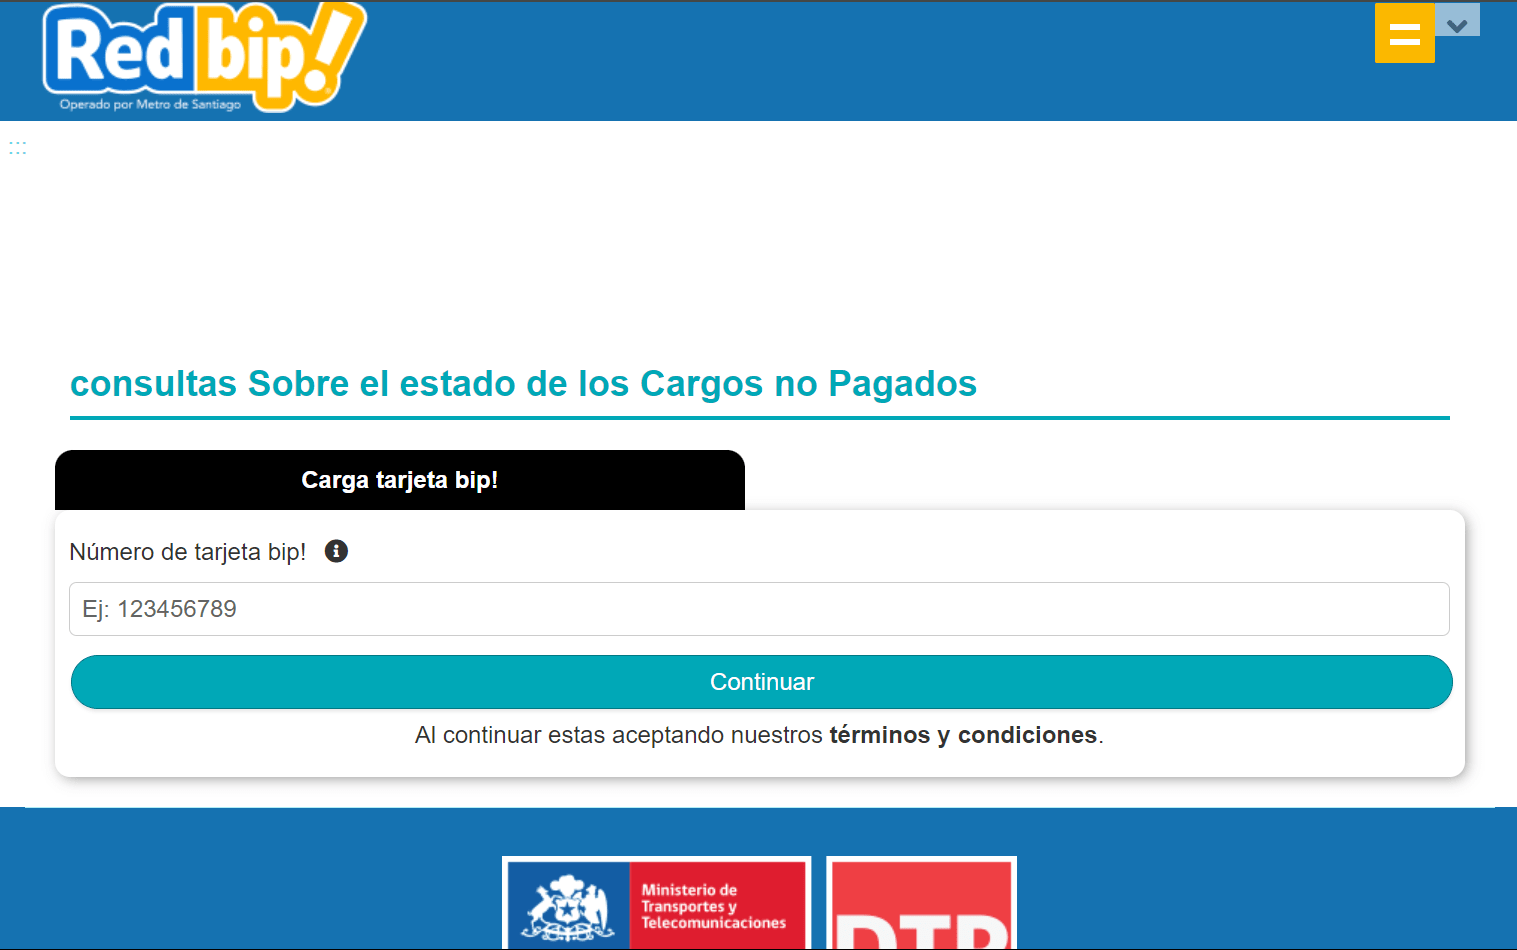 Red bip!
Operado por Metro de Santiago
:::
consultas Sobre el estado de los Cargos no Pagados
Carga tarjeta bip!
Número de tarjeta bip!
Ej: 123456789
Continuar
Al continuar estas aceptando nuestros términos y condiciones.
Ministerio de
Transportes y
Telecomunicaciones
DTP